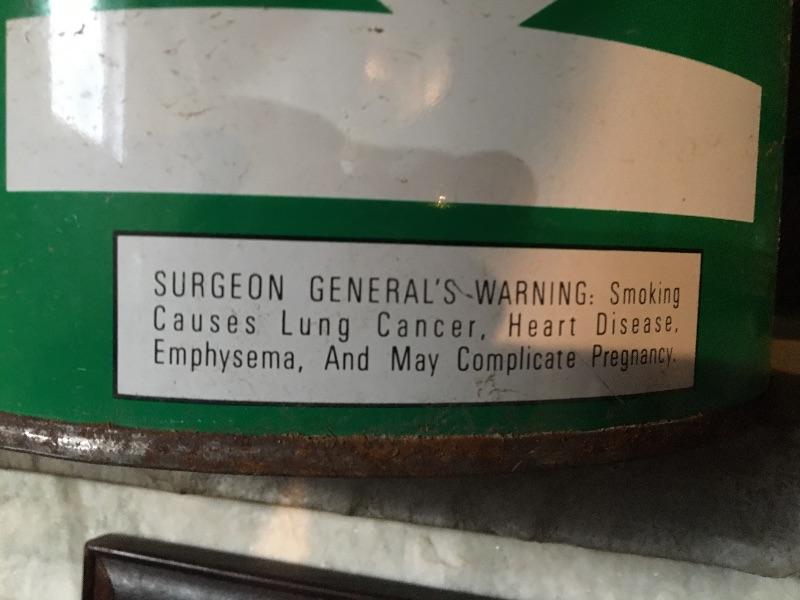 SURGEON GENERAL'S WARNING: Smoking
Causes Lung Cancer, Heart Disease,
Emphysema, And May Complicate Pregnancy.